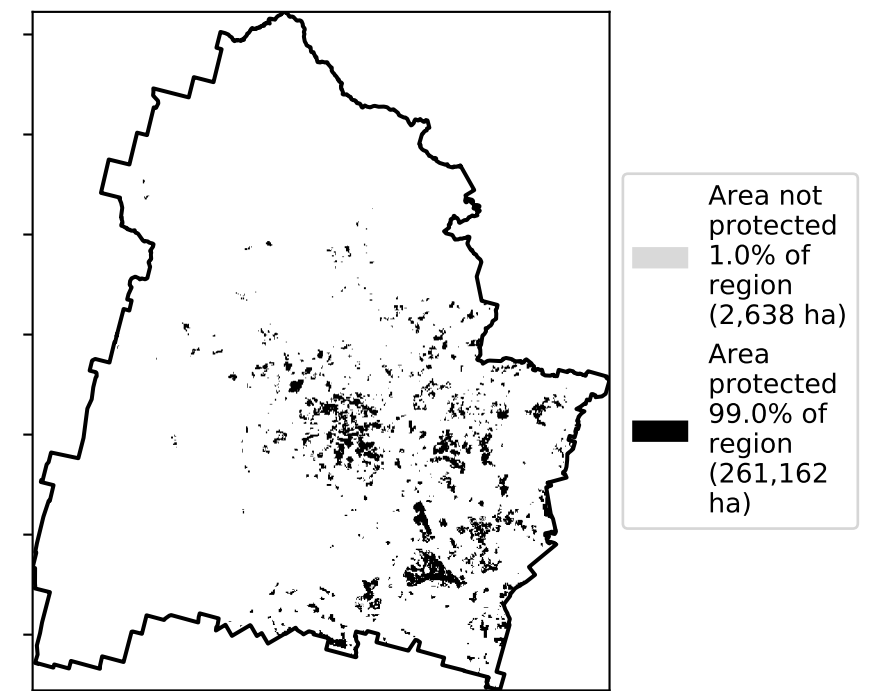 Area not
protected
1.0% of
region
(2,638 ha)
Area
protected
99.0% of
region
(261,162
ha)